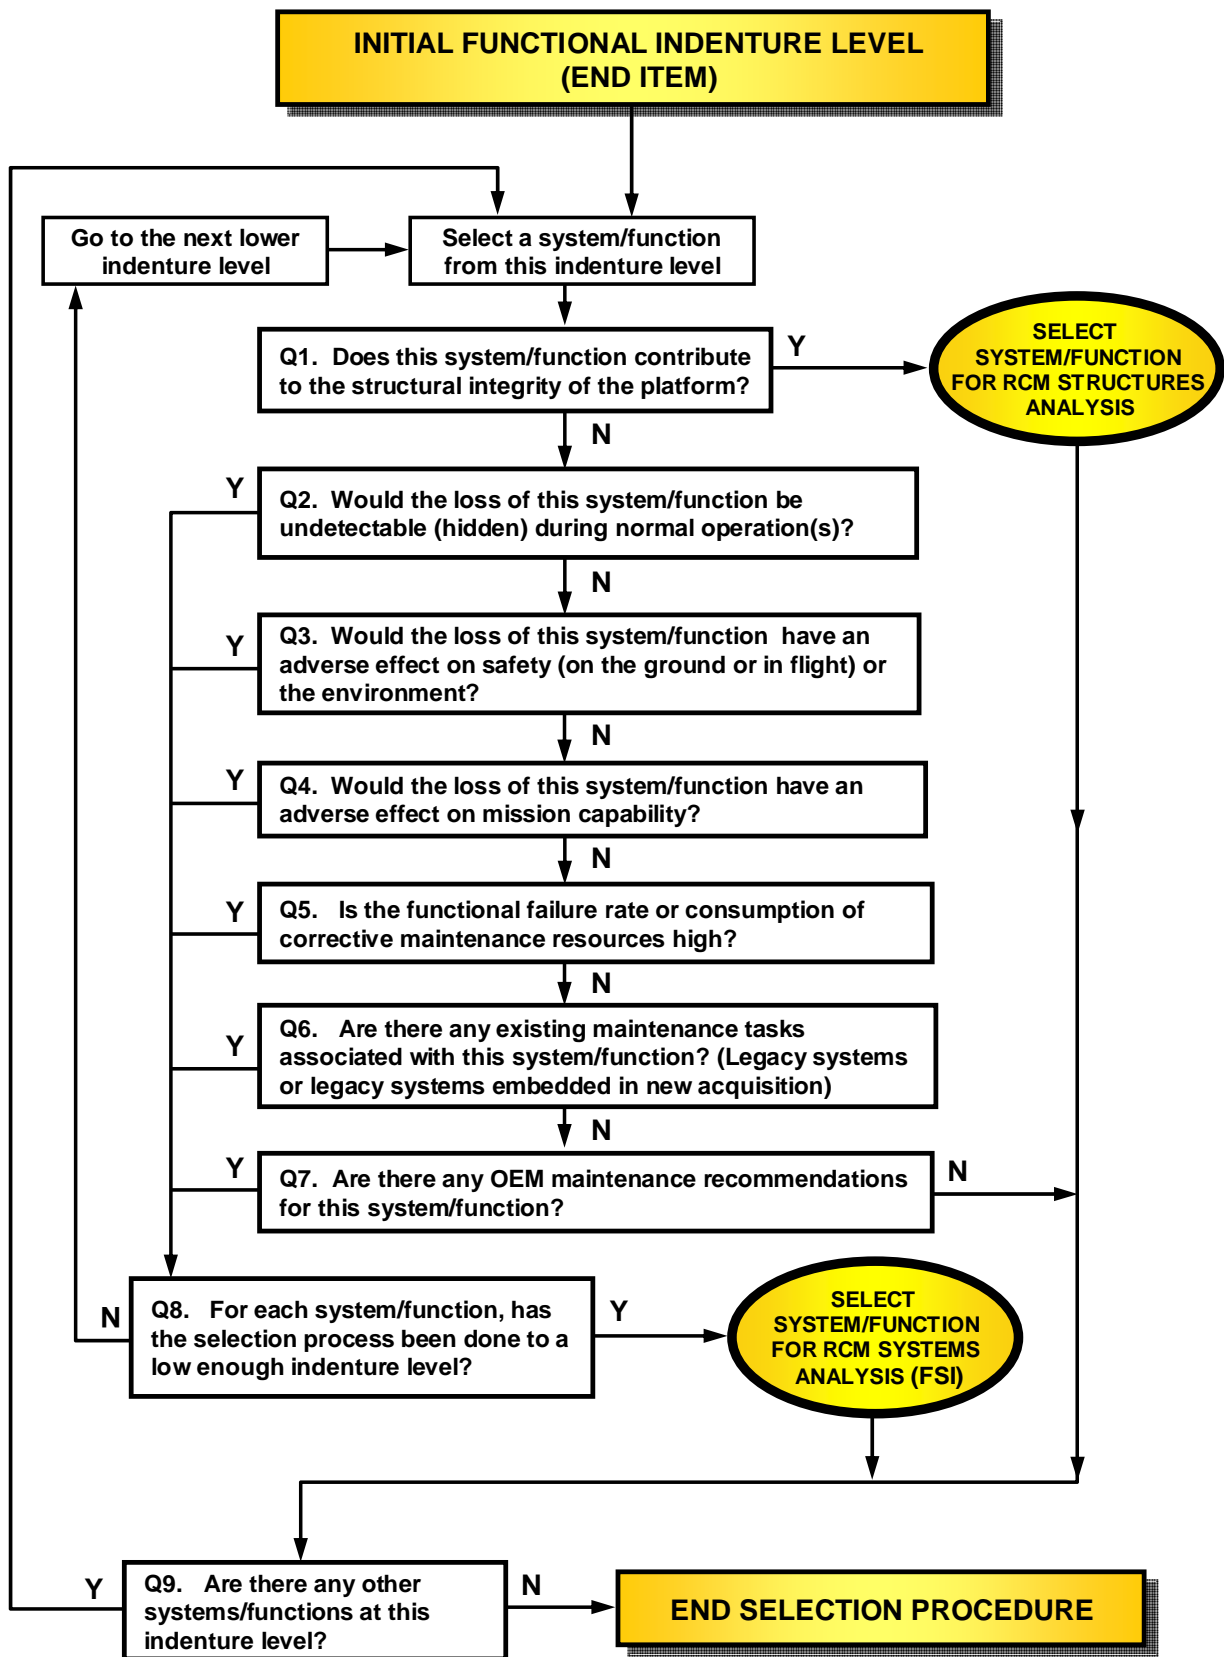 INITIAL FUNCTIONAL INDENTURE LEVEL
(END ITEM)
Go to the next lower
indenture level
Select a system/function
from this indenture level
Q1. Does this system/function contribute
to the structural integrity of the platform?
Y
SELECT
SYSTEM/FUNCTION
FOR RCM STRUCTURES
ANALYSIS
N
Y
Q2. Would the loss of this system/function be
undetectable (hidden) during normal operation(s)?
N
Y
Q3. Would the loss of this system/function have an
adverse effect on safety (on the ground or in flight) or
the environment?
N
Y
Q4. Would the loss of this system/function have an
adverse effect on mission capability?
N
Y
Q5. Is the functional failure rate or consumption of
corrective maintenance resources high?
N
Y
Q6. Are there any existing maintenance tasks
associated with this system/function? (Legacy systems
or legacy systems embedded in new acquisition)
N
Y
Q7. Are there any OEM maintenance recommendations
for this system/function?
N
N
Q8. For each system/function, has
the selection process been done to a
low enough indenture level?
Y
SELECT
SYSTEM/FUNCTION
FOR RCM SYSTEMS
ANALYSIS (FSI)
Y
Q9. Are there any other
systems/functions at this
indenture level?
N
END SELECTION PROCEDURE